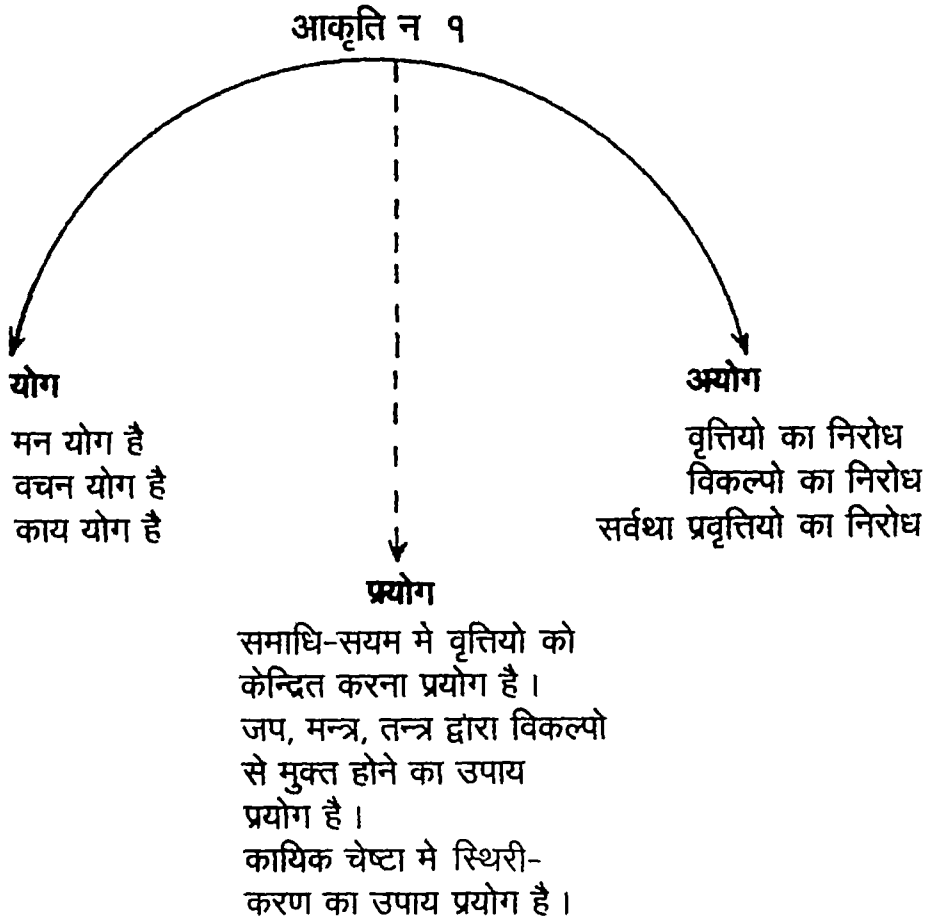 आकृति न १
योग
मन योग है
वचन योग है
काय योग है
अयोग
वृत्तियो का निरोध
विकल्पो का निरोध
सर्वथा प्रवृत्तियो का निरोध
प्रयोग
समाधि-सयम मे वृत्तियो को
केन्द्रित करना प्रयोग है।
जप, मन्त्र, तन्त्र द्वारा विकल्पो
से मुक्त होने का उपाय
प्रयोग है।
कायिक चेष्टा मे स्थिरी-
करण का उपाय प्रयोग है।